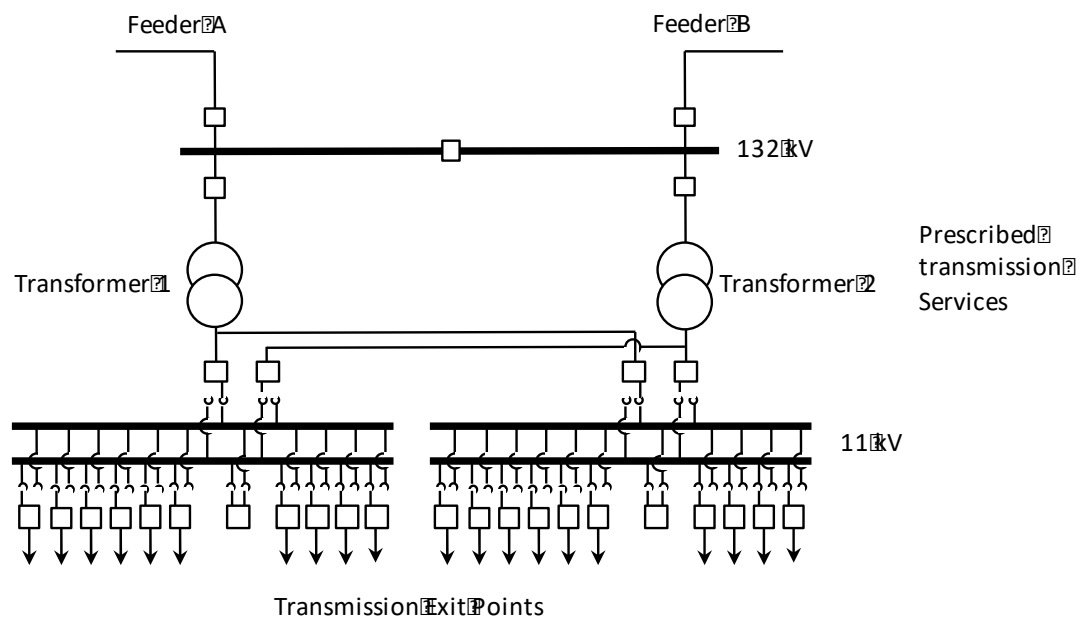 Feeder A
Feeder B
132 kV
Transformer 1
Transformer 2
Prescribed
transmission
Services
11 kV
Transmission Exit Points